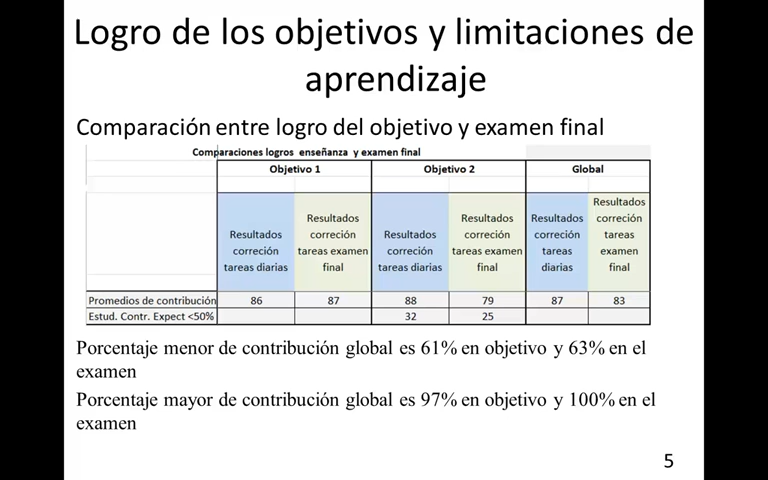 Logro de los objetivos y limitaciones de
aprendizaje
Comparación entre logro del objetivo y examen final
Comparaciones logros enseñanza y examen final
Objetivo 1 Objetivo 2 Global
Resultados correción tareas diarias
Resultados correción tareas examen final
Resultados correción tareas diarias
Resultados correción tareas examen final
Resultados correción tareas diarias
Resultados correción tareas examen final
Promedios de contribución 86 87 88 79 87 83
Estud. Contr. Expect <50% 32 25
Porcentaje menor de contribución global es 61% en objetivo y 63% en el
examen
Porcentaje mayor de contribución global es 97% en objetivo y 100% en el
examen
5